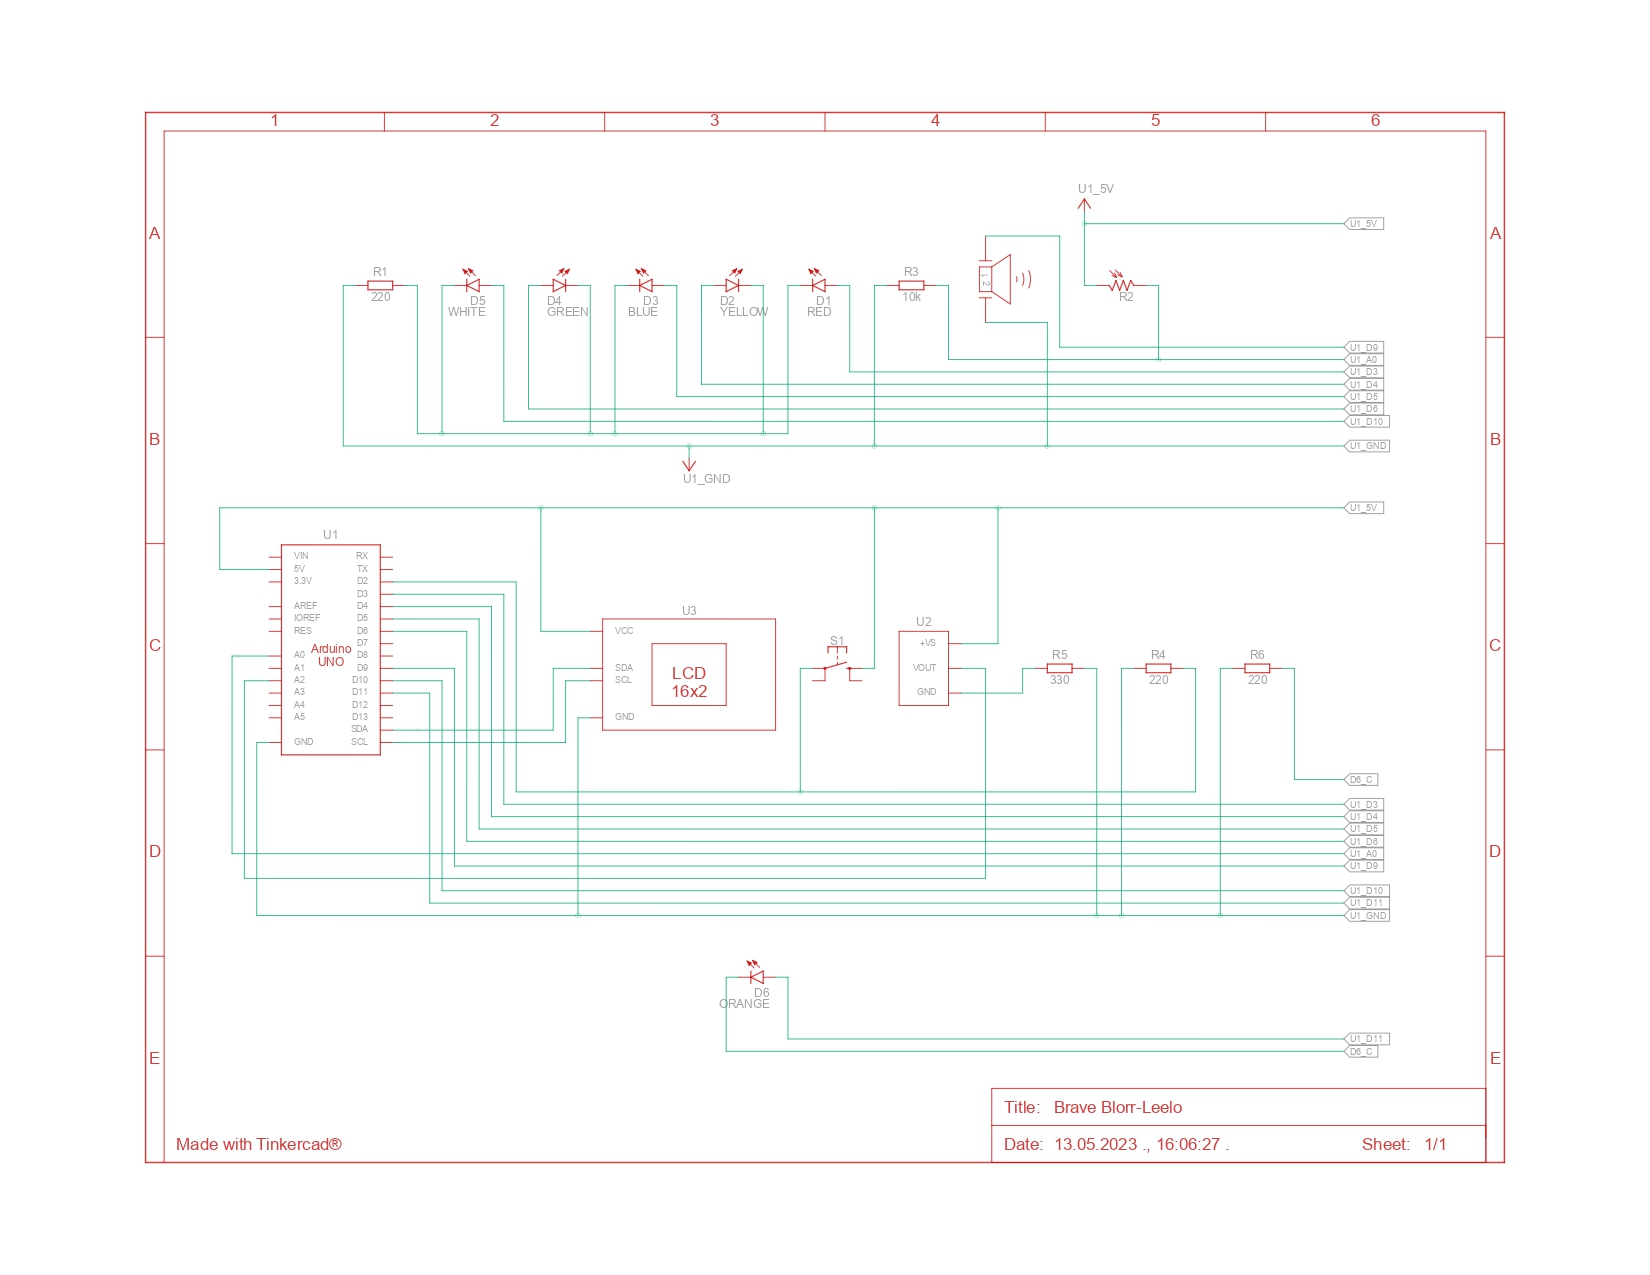 1 2 3 4 5 6
U1_5V
A A
U1_5V
R1
220
D5
WHITE
D4
GREEN
D3
BLUE
D2
YELLOW
D1
RED
R3
10k
1 2
R2
U1_D9
U1_A0
U1_D3
U1_D4
U1_D5
U1_D6
U1_D10
B B
U1_GND
U1_GND
U1_5V
U1
VIN RX
5V TX
3.3V D2
D3
AREF D4
IOREF D5
RES D6
D7
A0 D8
A1 D9
A2 D10
A3 D11
A4 D12
A5 D13
SDA
GND SCL
Arduino
UNO
U3
VCC
SDA
SCL
GND
LCD
16x2
S1
U2
+VS
VOUT
GND
R5
330
R4
220
R6
220
C C
D6_C
U1_D3
U1_D4
U1_D5
U1_D6
U1_A0
U1_D9
D D
U1_D10
U1_D11
U1_GND
D6
ORANGE
U1_D11
D6_C
E E
Title: Brave Blorr-Leelo
Made with Tinkercad®
Date: 13.05.2023 ., 16:06:27 . Sheet: 1/1